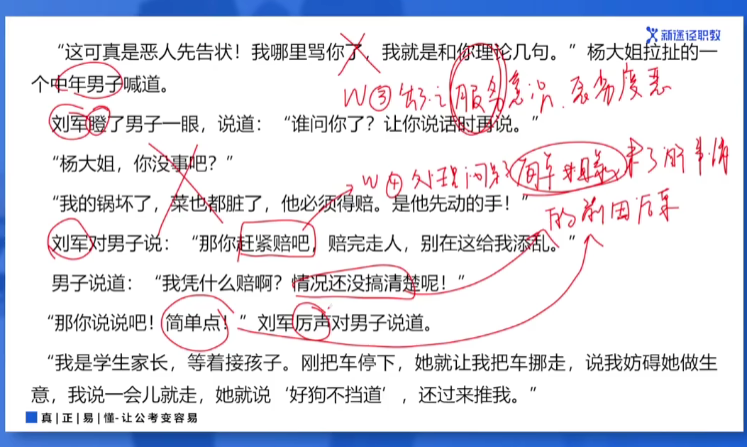 新途径职教
“这可真是恶人先告状！我哪里骂你了，我就是和你理论几句。”杨大姐拉扯的一
个中年男子喊道。
W③
服务意识
态度恶
刘军瞪了男子一眼，说道：“谁问你了？让你说话时再说。”
“杨大姐，你没事吧？”
W④处理问题
简单粗暴
了解事情
“我的锅坏了，菜也都脏了，他必须得赔。是他先动的手！”
的前因后果
刘军对男子说：“那你赶紧赔吧，赔完走人，别在这给我添乱。”
男子说道：“我凭什么赔啊？情况还没搞清楚呢！”
“那你说说吧！简单点！”刘军厉声对男子说道。
“我是学生家长，等着接孩子。刚把车停下，她就让我把车挪走，说我妨碍她做生
意，我说一会儿就走，她就说‘好狗不挡道’，还过来推我。”
真|正|易|懂-让公考变容易